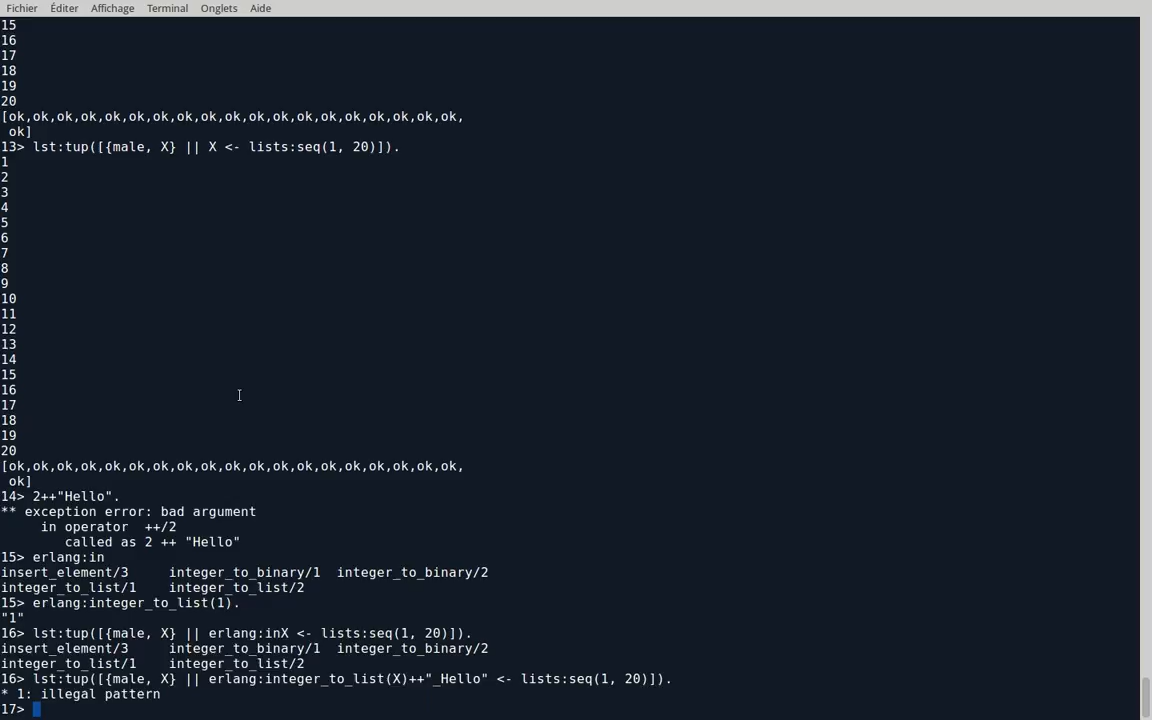 Fichier Éditer Affichage Terminal Onglets Aide
15
16
17
18
19
20
[ok,ok,ok,ok,ok,ok,ok,ok,ok,ok,ok,ok,ok,ok,ok,ok,ok,ok,ok,
 ok]
13> lst:tup([{male, X} || X <- lists:seq(1, 20)]).
1
2
3
4
5
6
7
8
9
10
11
12
13
14
15
16
17
18
19
20
[ok,ok,ok,ok,ok,ok,ok,ok,ok,ok,ok,ok,ok,ok,ok,ok,ok,ok,ok,
 ok]
14> 2++"Hello".
** exception error: bad argument
     in operator  ++/2
        called as 2 ++ "Hello"
15> erlang:in
insert_element/3     integer_to_binary/1  integer_to_binary/2
integer_to_list/1    integer_to_list/2
15> erlang:integer_to_list(1).
"1"
16> lst:tup([{male, X} || erlang:inX <- lists:seq(1, 20)]).
insert_element/3     integer_to_binary/1  integer_to_binary/2
integer_to_list/1    integer_to_list/2
16> lst:tup([{male, X} || erlang:integer_to_list(X)++"_Hello" <- lists:seq(1, 20)]).
* 1: illegal pattern
17>